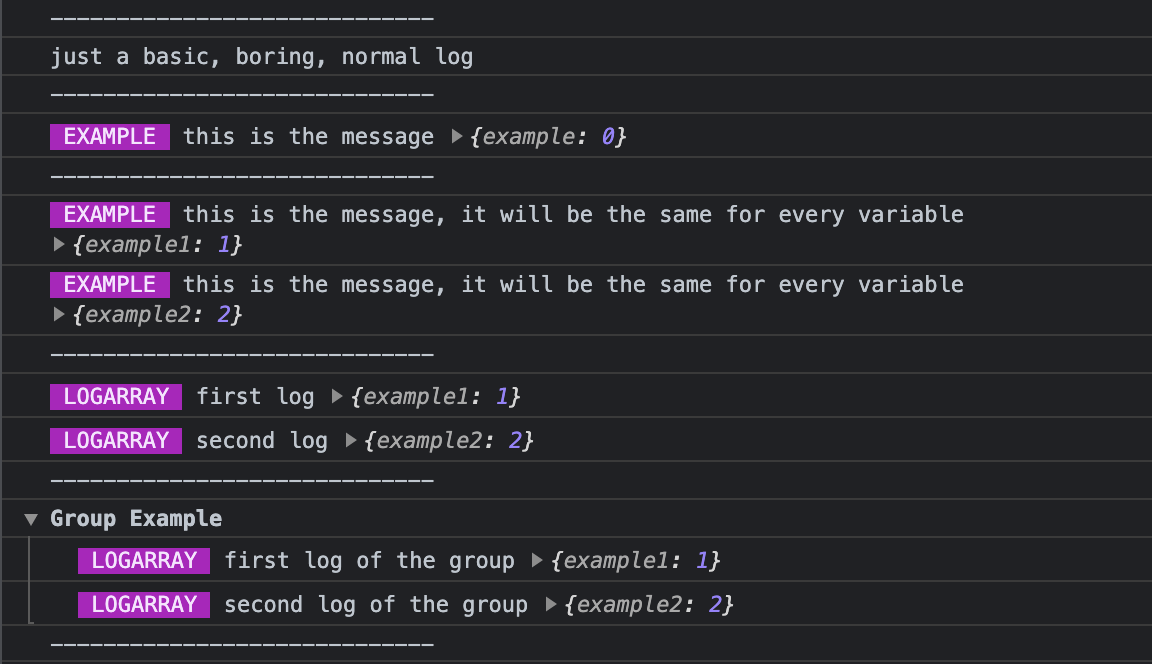 -----------------------------
just a basic, boring, normal log
-----------------------------
EXAMPLE this is the message ▶{example: 0}
-----------------------------
EXAMPLE this is the message, it will be the same for every variable
▶{example1: 1}
EXAMPLE this is the message, it will be the same for every variable
▶{example2: 2}
-----------------------------
LOGARRAY first log ▶{example1: 1}
LOGARRAY second log ▶{example2: 2}
-----------------------------
▼ Group Example
LOGARRAY first log of the group ▶{example1: 1}
LOGARRAY second log of the group ▶{example2: 2}
-----------------------------